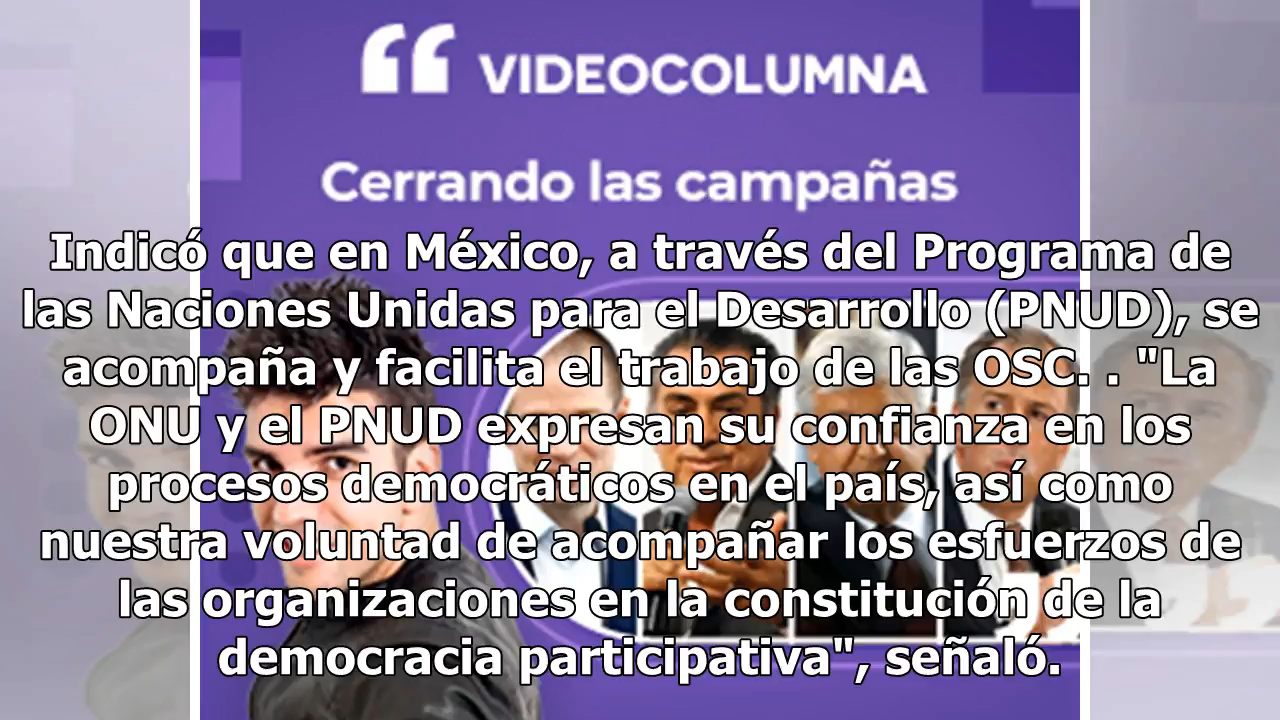 “ VIDEOCOLUMNA
Cerrando las campañas
Indicó que en México, a través del Programa de
las Naciones Unidas para el Desarrollo (PNUD), se
acompaña y facilita el trabajo de las OSC. . "La
ONU y el PNUD expresan su confianza en los
procesos democráticos en el país, así como
nuestra voluntad de acompañar los esfuerzos de
las organizaciones en la constitución de la
democracia participativa", señaló.